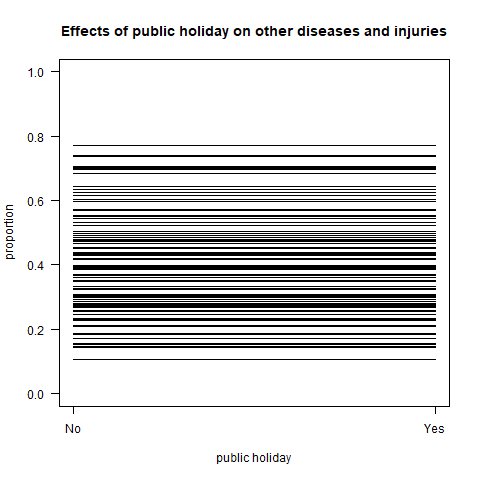 Effects of public holiday on other diseases and injuries
1.0
0.8
0.6
0.4
0.2
0.0
proportion
No
Yes
public holiday